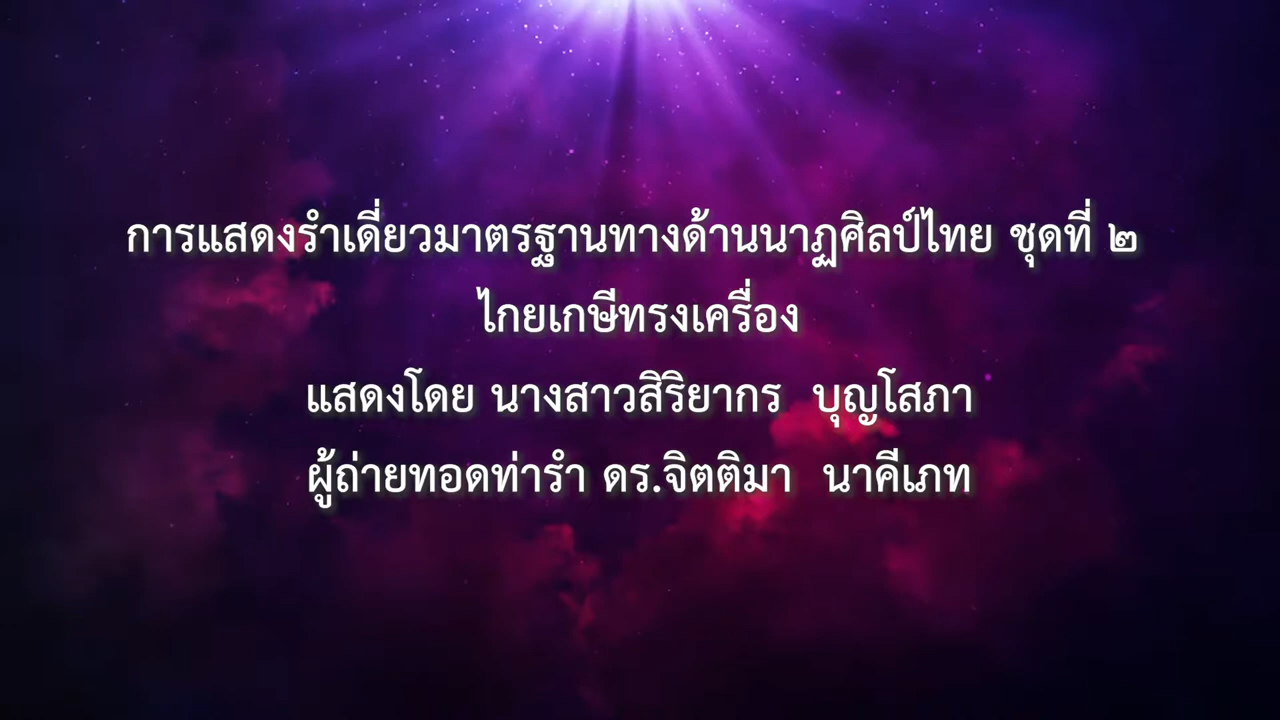 การแสดงรำเดี่ยวมาตรฐานทางด้านนาฏศิลป์ไทย ชุดที่ ๒
ไกยเกษีทรงเครื่อง
แสดงโดย นางสาวสิริยากร  บุญโสภา
ผู้ถ่ายทอดท่ารำ ดร.จิตติมา  นาคีเภท